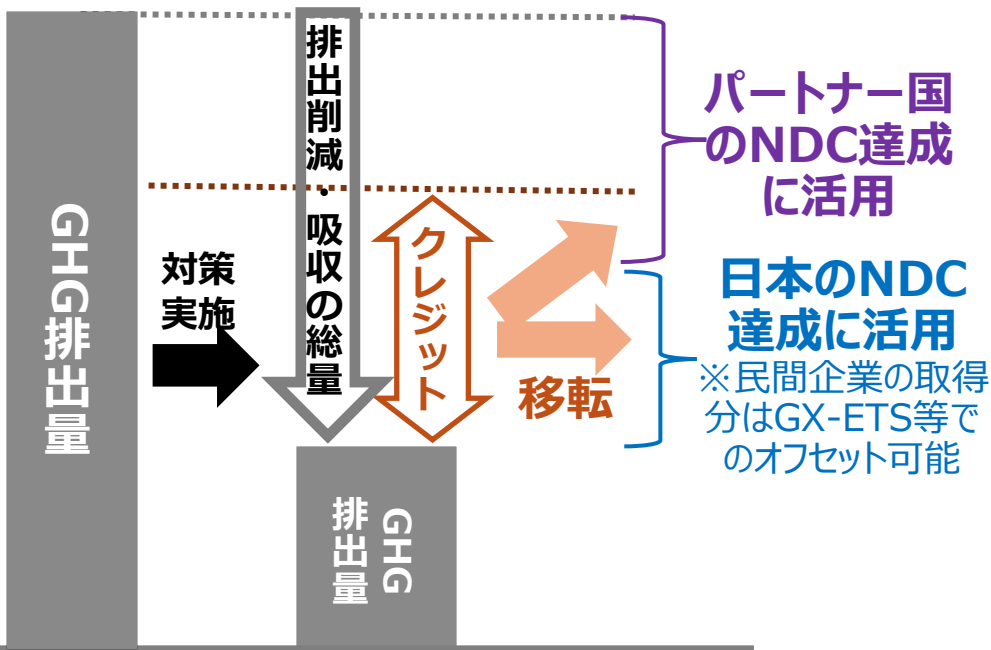 GHG排出量
対策
実施
排出削減・吸収の総量
クレジット
移転
GHG
排出量
パートナー国
のNDC達成
に活用
日本のNDC
達成に活用
※民間企業の取得
分はGX-ETS等で
のオフセット可能